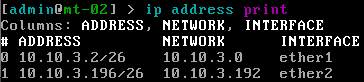 [admin@mt-02] > ip address print
Columns: ADDRESS, NETWORK, INTERFACE
# ADDRESS NETWORK INTERFACE
0 10.10.3.2/26 10.10.3.0 ether1
1 10.10.3.196/26 10.10.3.192 ether2